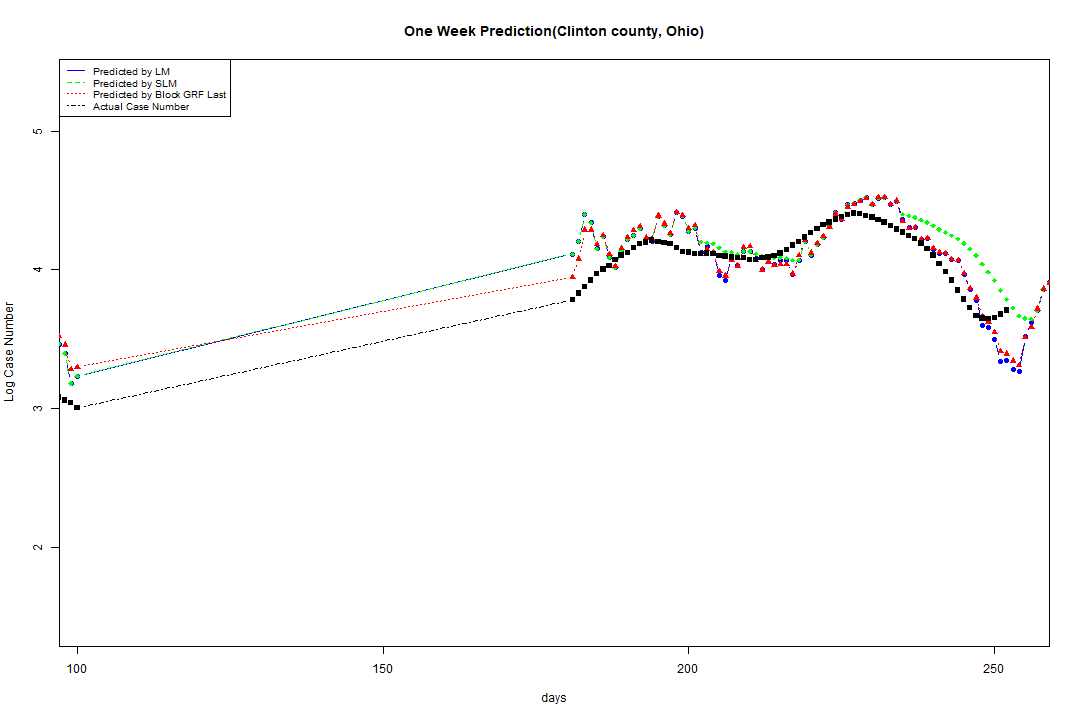 One Week Prediction(Clinton county, Ohio)
Predicted by LM
Predicted by SLM
Predicted by Block GRF Last
Actual Case Number
5
4
3
2
Log Case Number
100 150 200 250
days